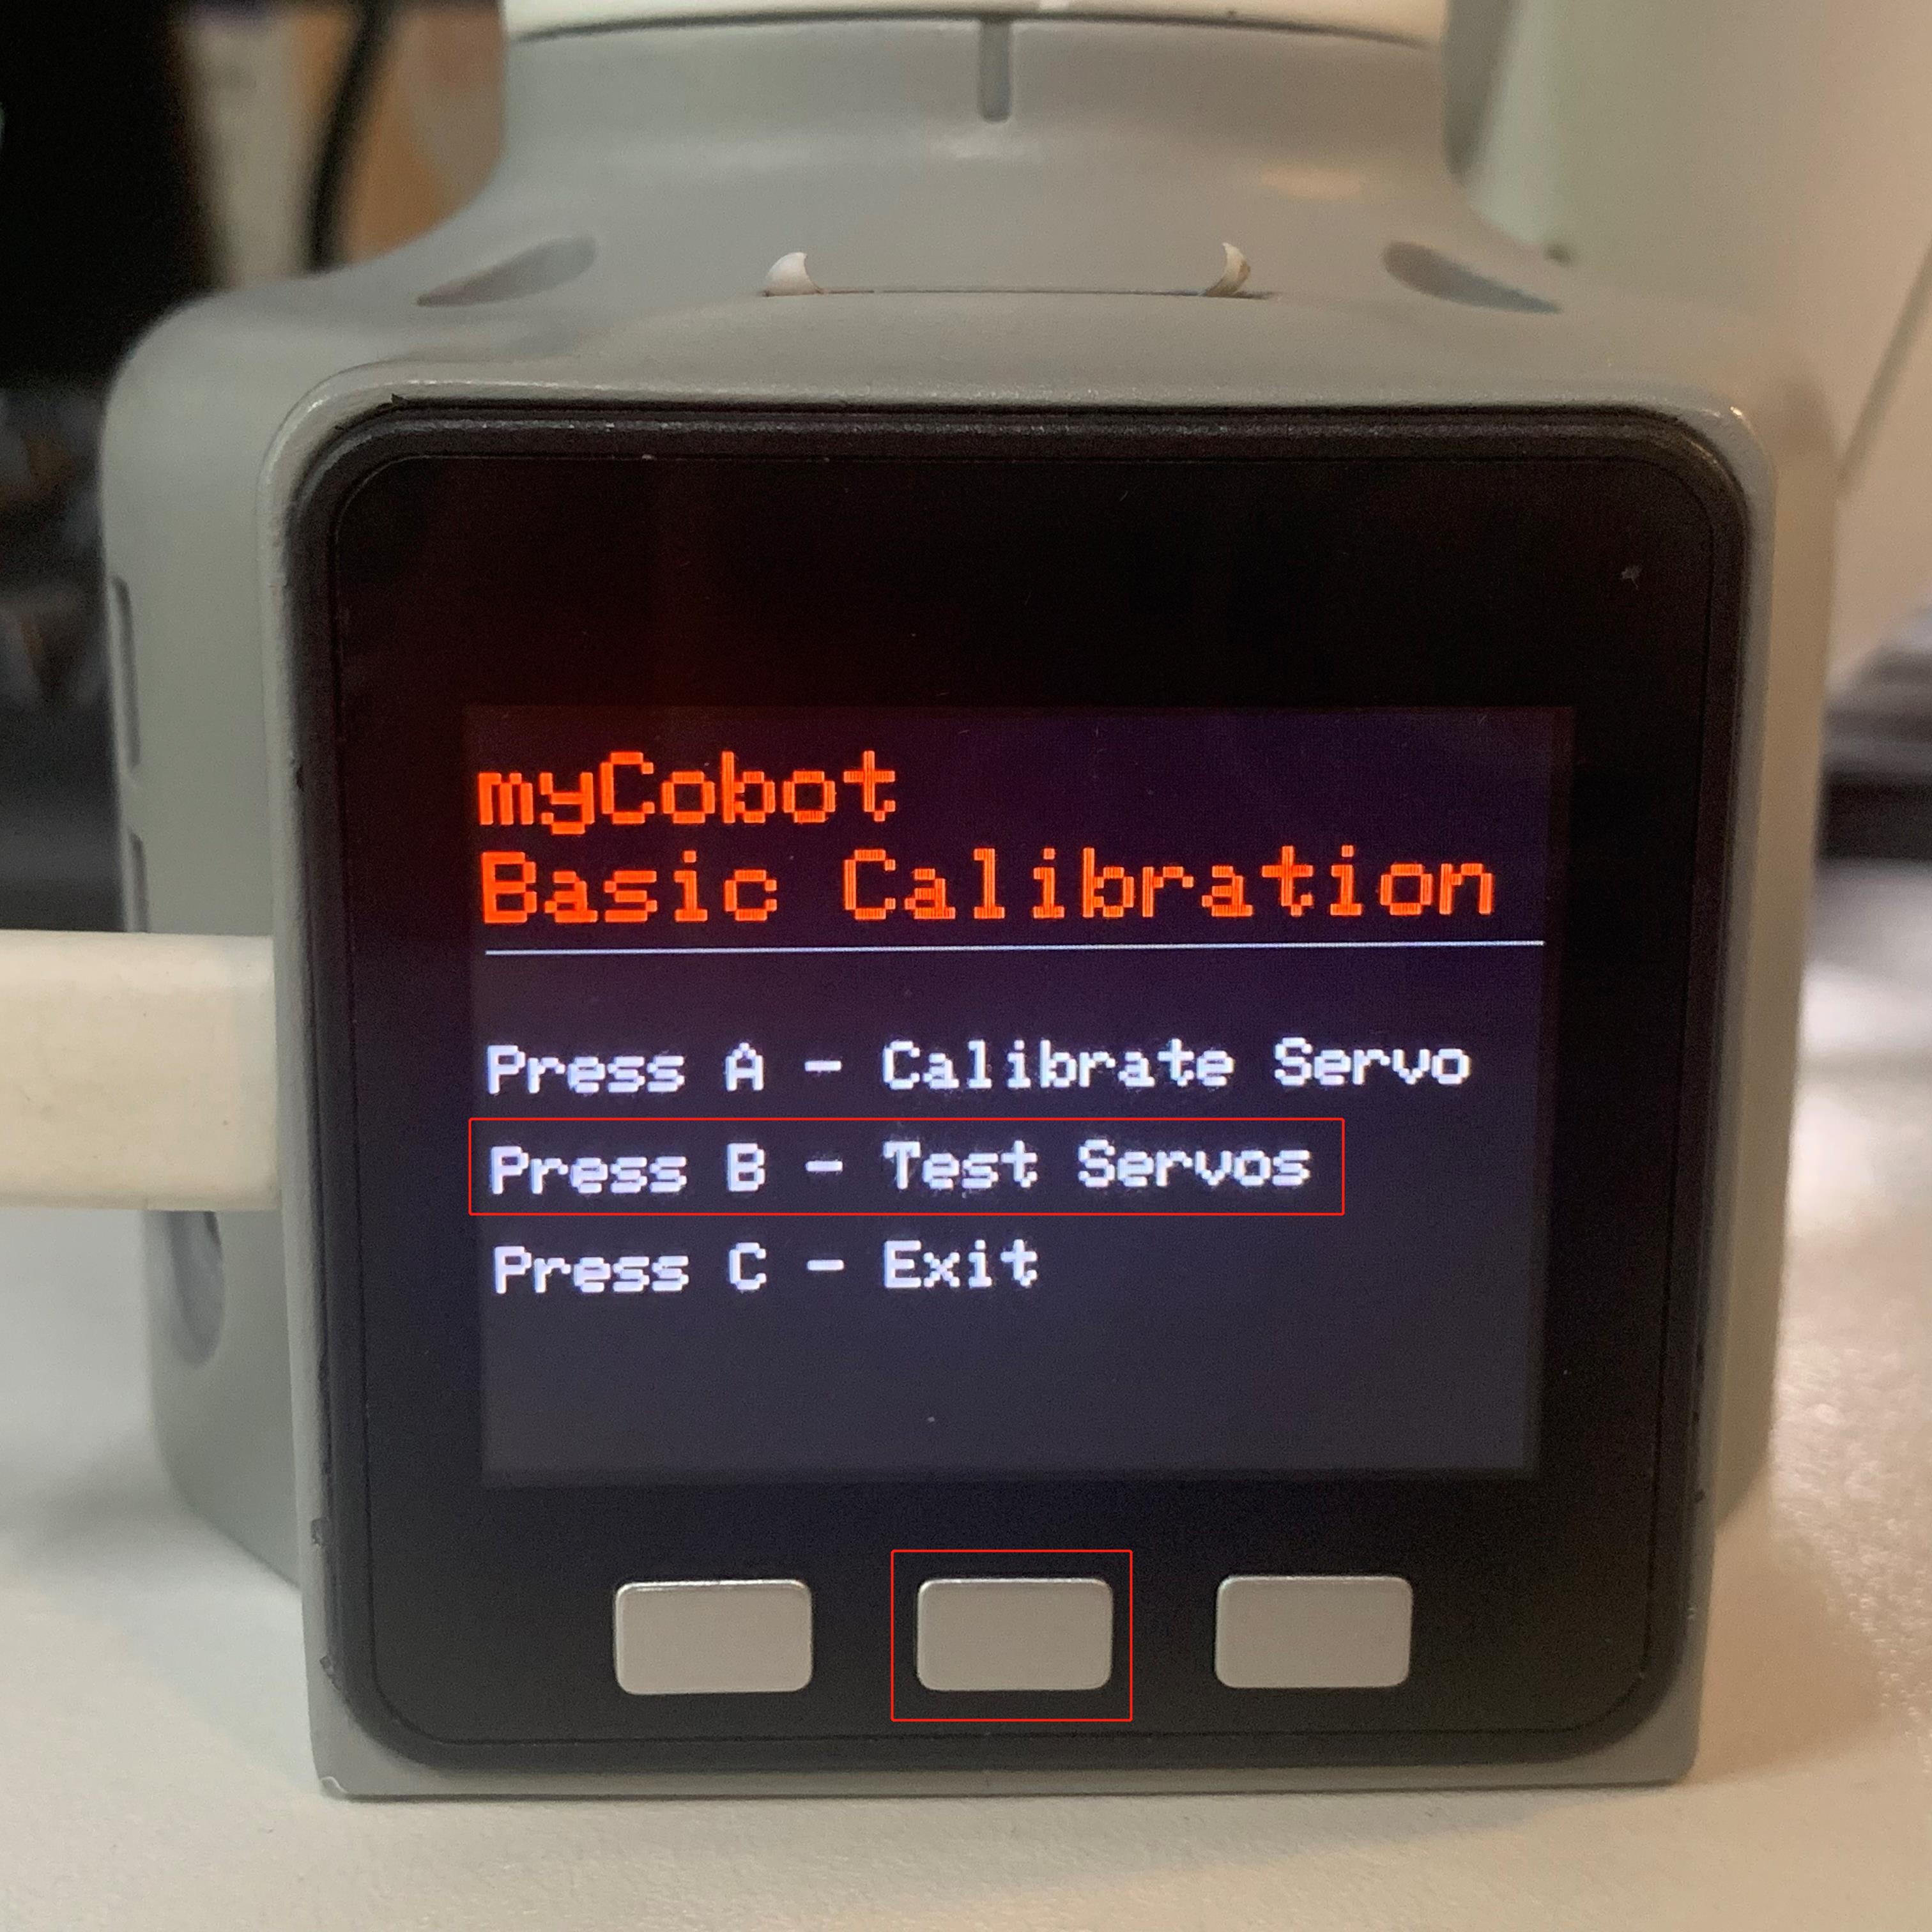 myCobot
Basic Calibration
Press A - Calibrate Servo
Press B - Test Servos
Press C - Exit